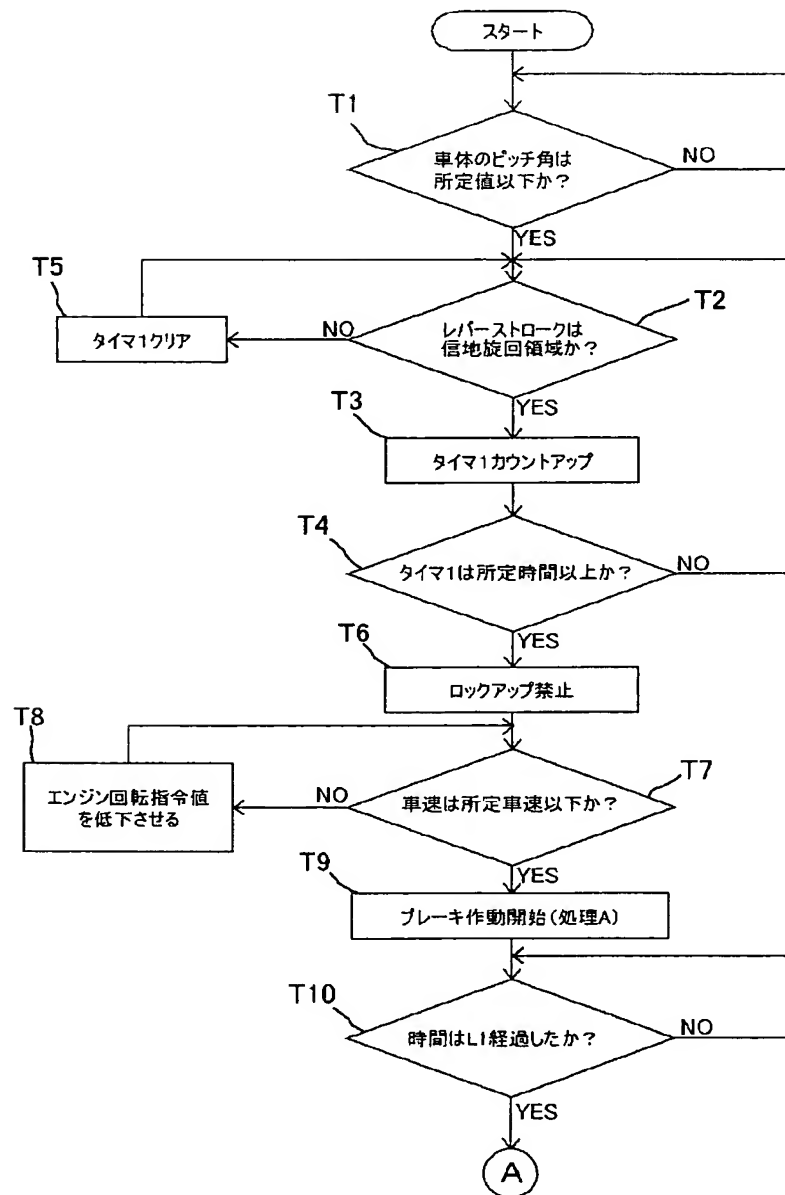 スタート
T1
車体のピッチ角は
所定値以下か?
NO
YES
T5
タイマ1クリア
NO
T2
レバーストロークは
信地旋回領域か?
YES
T3
タイマ1カウントアップ
T4
タイマ1は所定時間以上か?
NO
YES
T6
ロックアップ禁止
T8
エンジン回転指令値
を低下させる
NO
T7
車速は所定車速以下か?
YES
T9
ブレーキ作動開始(処理A)
T10
時間はL1経過したか?
NO
YES
A